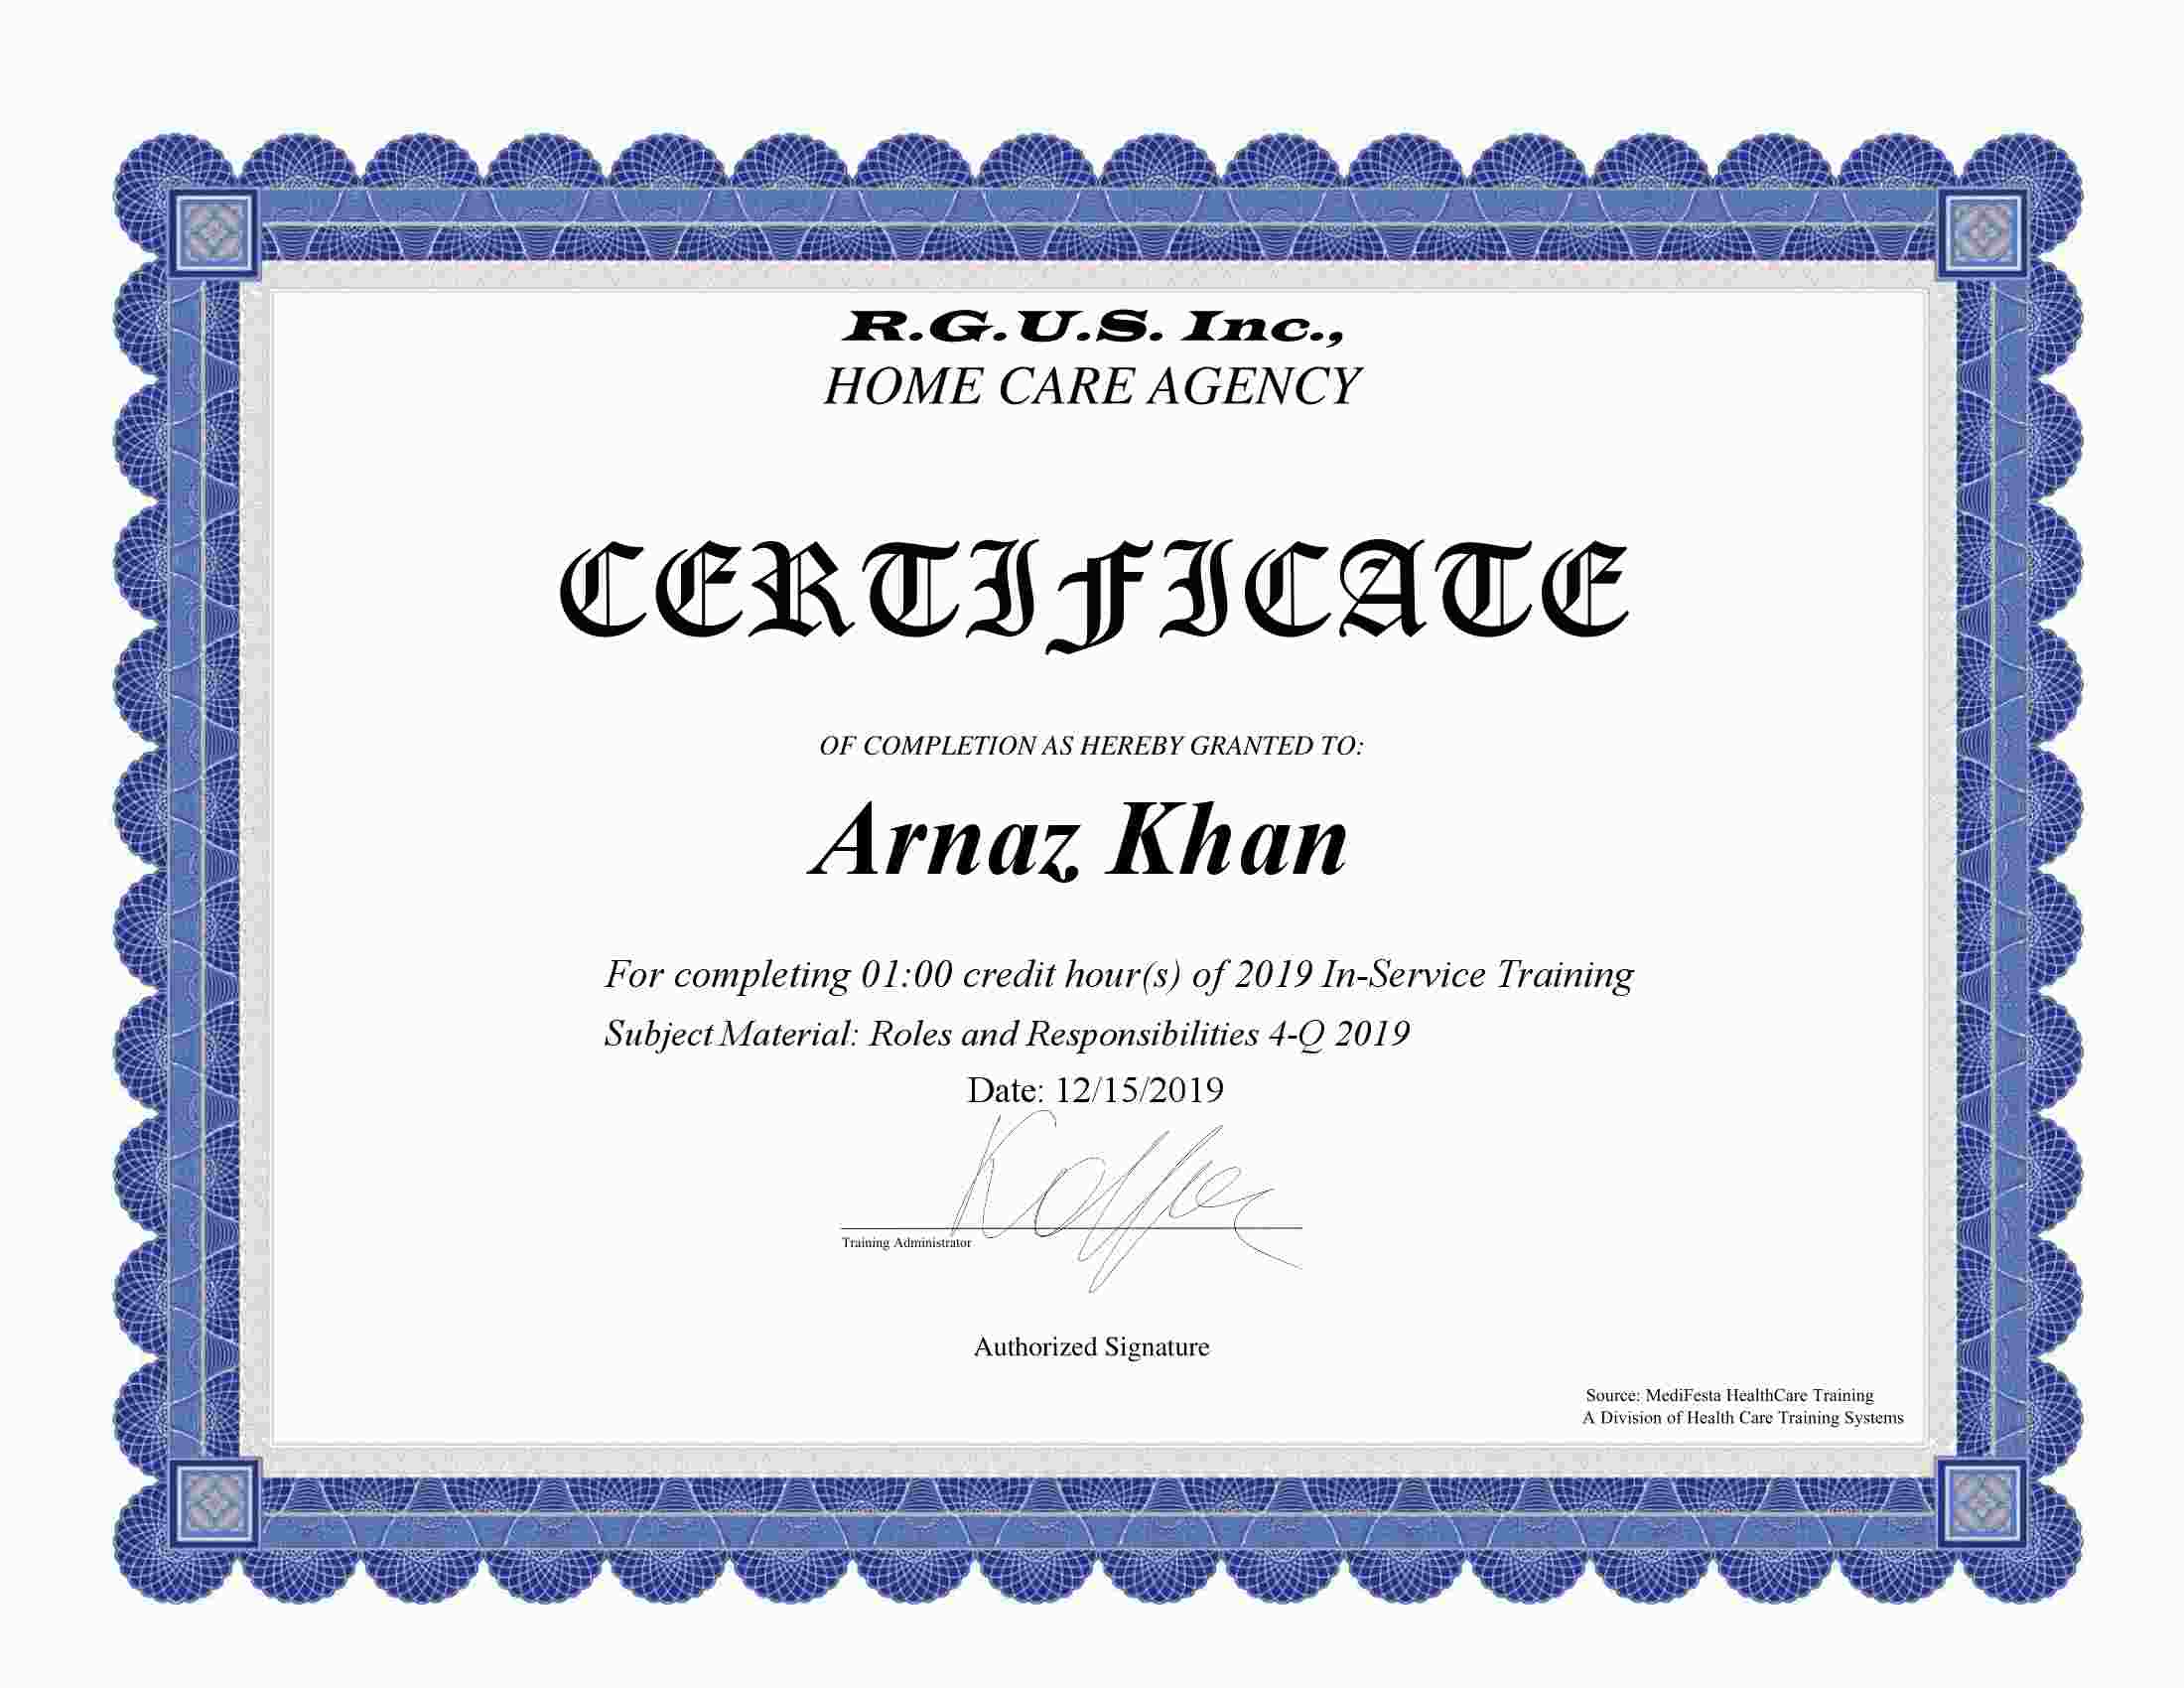 R.G.U.S. Inc.,
HOME CARE AGENCY
CERTIFICATE
OF COMPLETION AS HEREBY GRANTED TO:
Arnaz Khan
For completing 01:00 credit hour(s) of 2019 In-Service Training
Subject Material: Roles and Responsibilities 4-Q 2019
Date: 12/15/2019
Training Administrator
Authorized Signature
Source: MediFesta HealthCare Training
A Division of Health Care Training Systems